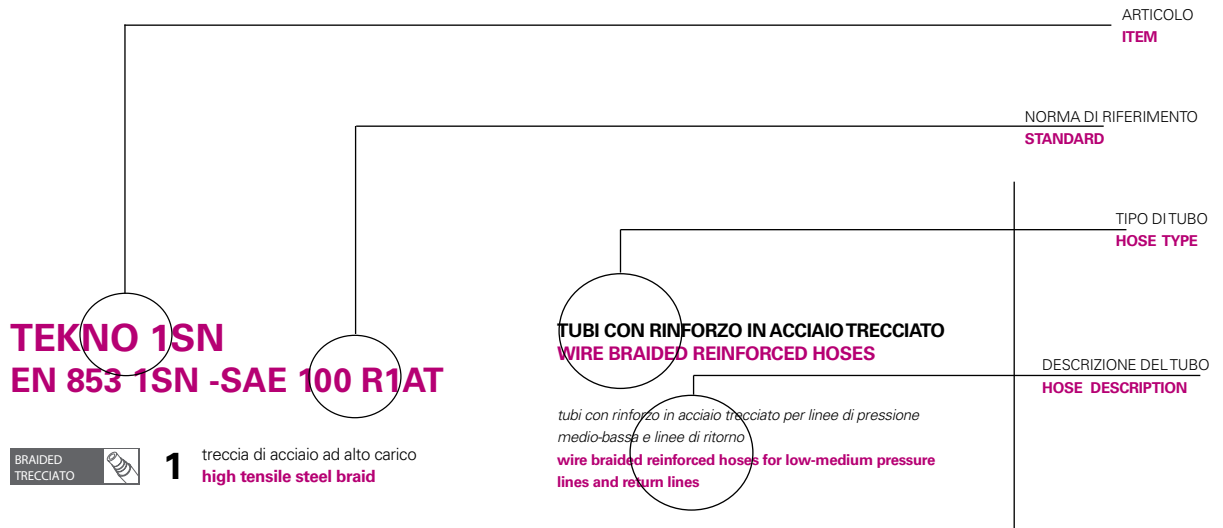 ARTICOLO
ITEM
NORMA DI RIFERIMENTO
STANDARD
TIPO DI TUBO
HOSE TYPE
TEKNO 1SN
EN 853 1SN -SAE 100 R1AT
TUBI CON RINFORZO IN ACCIAIO TRECCIATO
WIRE BRAIDED REINFORCED HOSES
DESCRIZIONE DEL TUBO
HOSE DESCRIPTION
tubi con rinforzo in acciaio trecciato per linee di pressione
medio-bassa e linee di ritorno
wire braided reinforced hoses for low-medium pressure
lines and return lines
BRAIDED
TRECCIATO
1
treccia di acciaio ad alto carico
high tensile steel braid